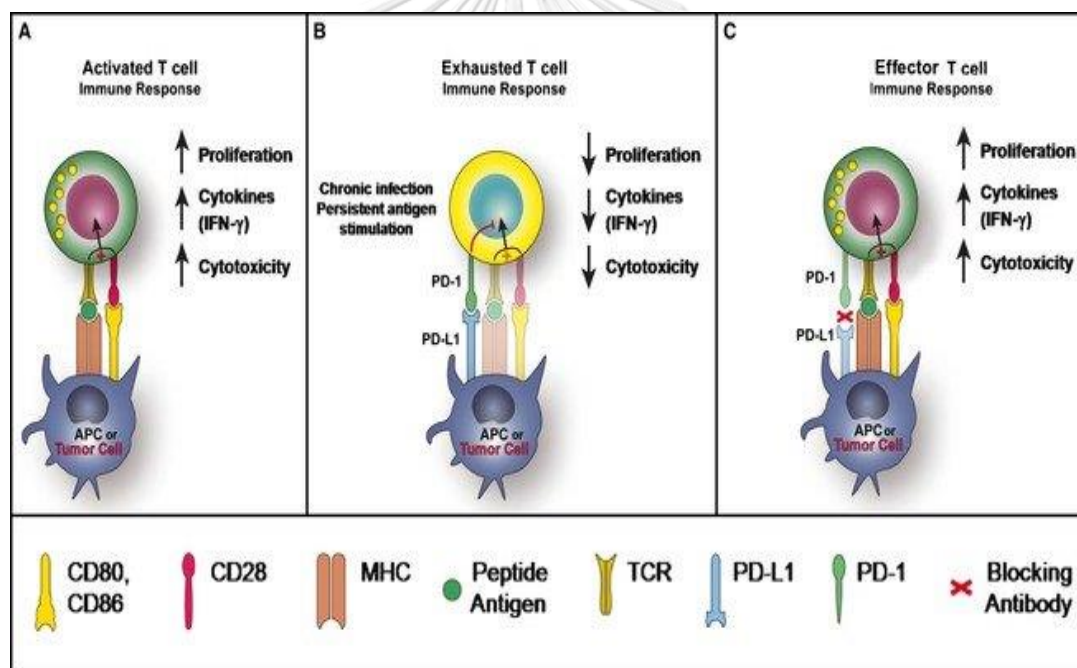 A
Activated T cell
Immune Response
Proliferation
Cytokines
(IFN-γ)
Cytotoxicity
APC or
Tumor Cell
B
Exhausted T cell
Immune Response
Chronic infection
Persistent antigen
stimulation
Proliferation
Cytokines
(IFN-γ)
Cytotoxicity
PD-1
PD-L1
APC or
Tumor Cell
C
Effector T cell
Immune Response
Proliferation
Cytokines
(IFN-γ)
Cytotoxicity
PD-1
PD-L1
APC or
Tumor Cell
CD80,
CD86
CD28
MHC
Peptide
Antigen
TCR
PD-L1
PD-1
Blocking
Antibody